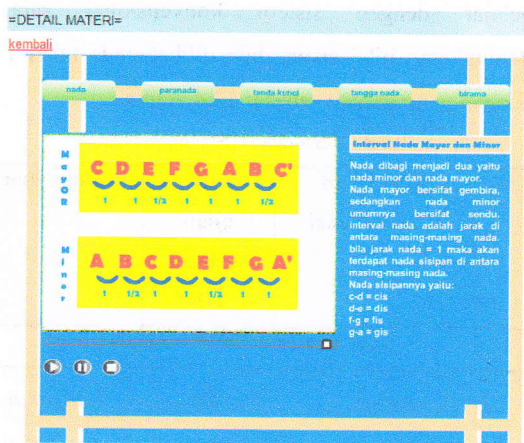 =DETAIL MATERI=
kembali
nada paranada tanda kunci tangga nada birama
MayOR
C D E F G A B C'
1 1 1/2 1 1 1 1/2
Minor
A B C D E F G A'
1 1/2 1 1 1/2 1 1
Interval Nada Mayor dan Minor
Nada dibagi menjadi dua yaitu
nada minor dan nada mayor.
Nada mayor bersifat gembira,
sedangkan nada minor
umumnya bersifat sendu.
interval nada adalah jarak di
antara masing-masing nada.
bila jarak nada = 1 maka akan
terdapat nada sisipan di antara
masing-masing nada.
Nada sisipannya yaitu:
c-d = cis
d-e = dis
f-g = fis
g-a = gis